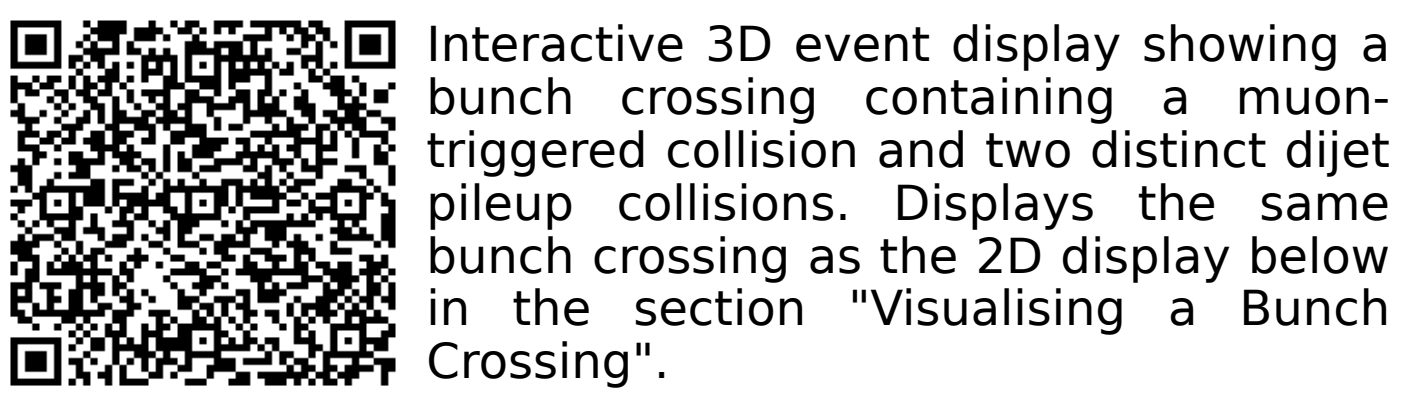 Interactive 3D event display showing a
bunch crossing containing a muon-
triggered collision and two distinct dijet
pileup collisions. Displays the same
bunch crossing as the 2D display below
in the section "Visualising a Bunch
Crossing".